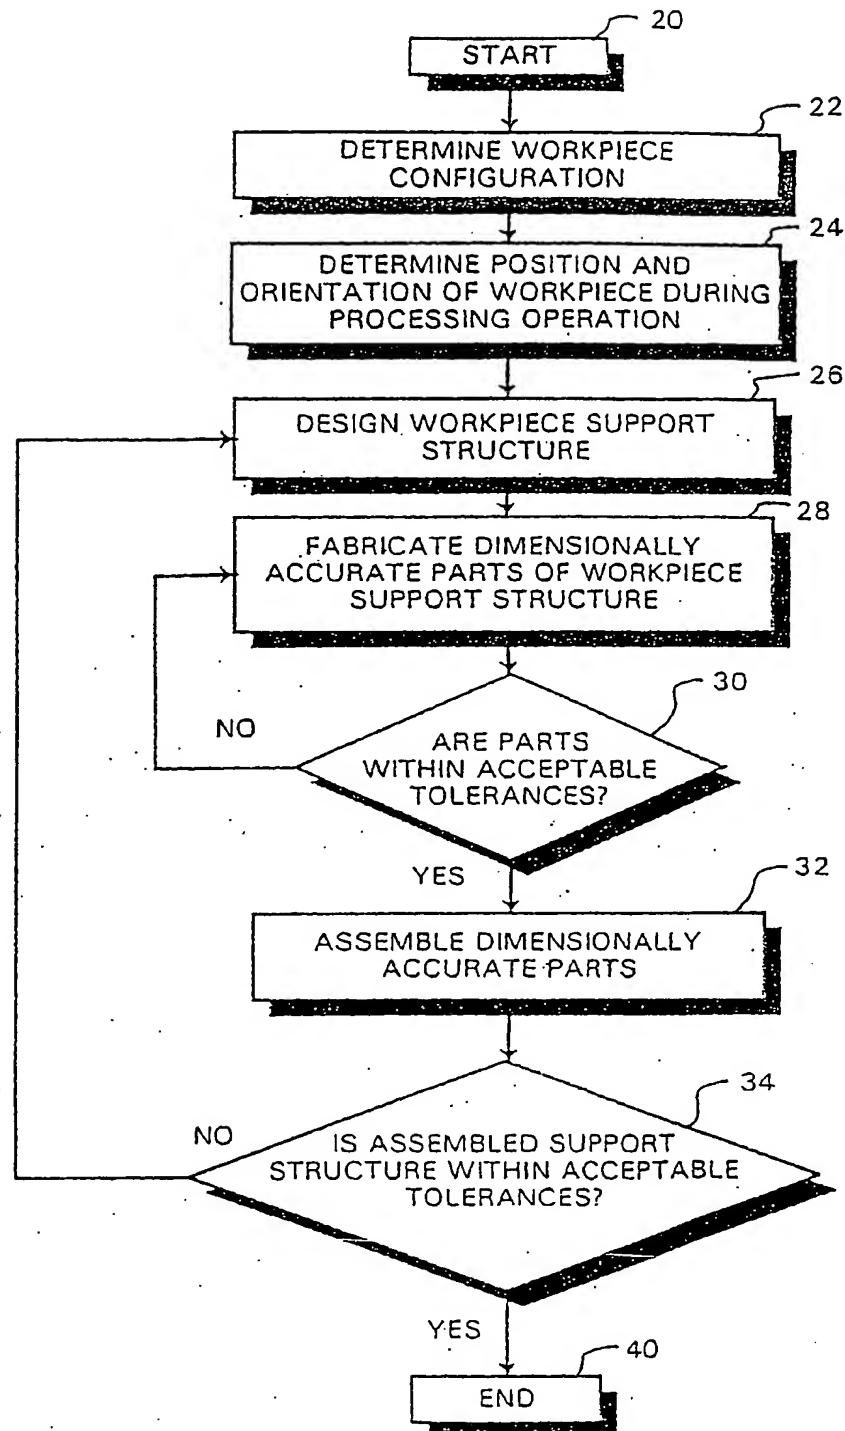 20
START
22
DETERMINE WORKPIECE
CONFIGURATION
24
DETERMINE POSITION AND
ORIENTATION OF WORKPIECE DURING
PROCESSING OPERATION
26
DESIGN WORKPIECE SUPPORT
STRUCTURE
28
FABRICATE DIMENSIONALLY
ACCURATE PARTS OF WORKPIECE
SUPPORT STRUCTURE
30
NO
ARE PARTS
WITHIN ACCEPTABLE
TOLERANCES?
YES
32
ASSEMBLE DIMENSIONALLY
ACCURATE PARTS
34
NO
IS ASSEMBLED SUPPORT
STRUCTURE WITHIN ACCEPTABLE
TOLERANCES?
YES
40
END